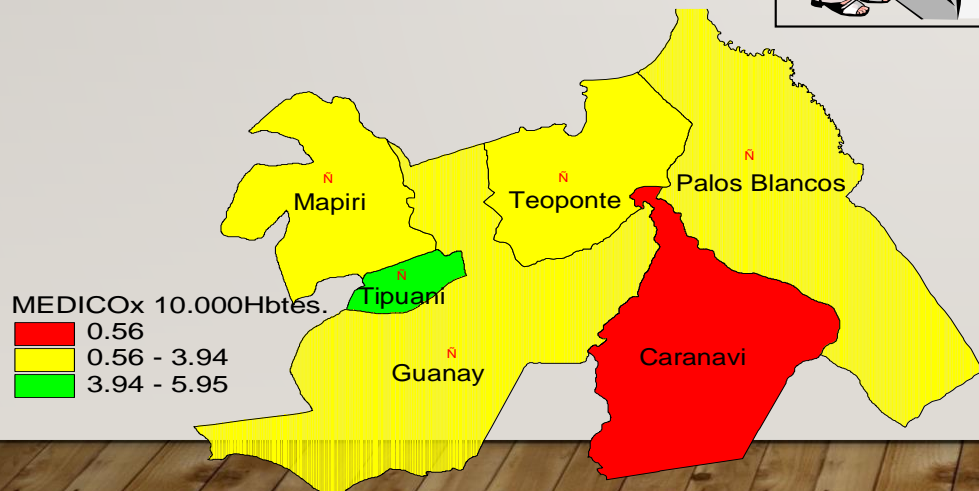 Ñ
Palos Blancos
Ñ
Mapiri
Ñ
Teoponte
Ñ
Tipuani
MEDICOx 10.000Hbtes.
0.56
0.56 - 3.94
3.94 - 5.95
Ñ
Guanay
Caranavi